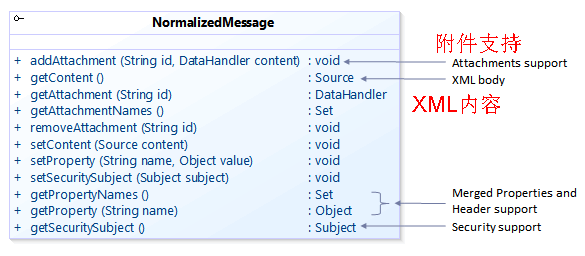 NormalizedMessage
+ addAttachment (String id, DataHandler content) : void
+ getContent () : Source
+ getAttachment (String id) : DataHandler
+ getAttachmentNames () : Set
+ removeAttachment (String id) : void
+ setContent (Source content) : void
+ setProperty (String name, Object value) : void
+ setSecuritySubject (Subject subject) : void
+ getPropertyNames () : Set
+ getProperty (String name) : Object
+ getSecuritySubject () : Subject
附件支持
Attachments support
XML body
XML内容
Merged Properties and
Header support
Security support